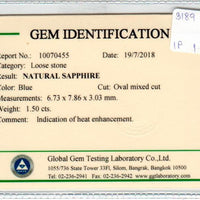 GEM IDENTIFICATION
Report No. : 10070455 Date : 19/7/2018
Category : Loose stone
Result: NATURAL SAPPHIRE
Color: Blue Cut: Oval mixed cut
Measurements: 6.73 x 7.86 x 3.03 mm.
Weight: 1.50 cts.
Comment: Indication of heat enhancement.
Global Gem Testing Laboratory Co.,Ltd.
1055/736 State Tower 33Fl, Silom, Bangrak, Bangkok 10500
Tel 02-236-2941 Fax: 02-236-2942 www.ggtlaboratory.com
3189
1P